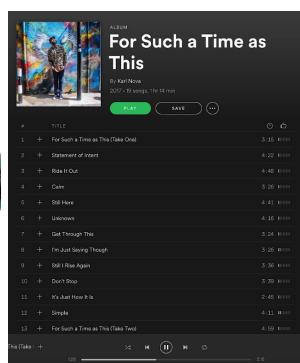 ALBUM
For Such a Time as
This
By Karl Nova
2017 • 19 songs, 1 hr 14 min
PLAY SAVE
# TITLE
1 + For Such a Time as This (Take One) 3:15
2 + Statement of Intent 4:22
3 + Ride It Out 4:48
4 + Calm 3:26
5 + Still Here 4:41
6 + Unknown 4:16
7 + Get Through This 3:24
8 + I'm Just Saying Though 3:26
9 + Still I Rise Again 3:36
10 + Don't Stop 3:39
11 + It's Just How It Is 2:45
12 + Simple 4:11
13 + For Such a Time as This (Take Two) 4:59
This (Take +